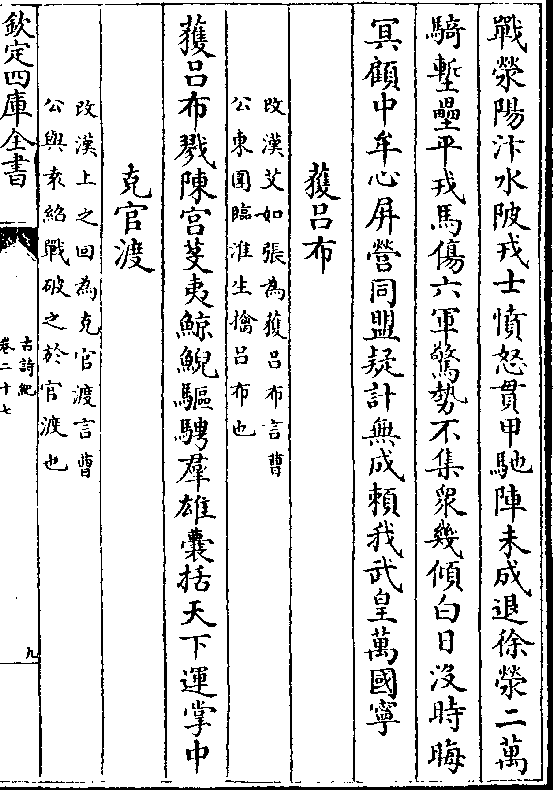 戰滎陽汴水陂戎士憤怒貫甲馳陣未成退徐滎二萬
騎塹壘平戎馬傷六軍驚勢不集衆幾傾白日沒時晦
冥顧中牟心屏營同盟疑計無成賴我武皇萬國寧
獲吕布
改漢艾如張為獲吕布言曹
公東圍臨淮生擒吕布也
獲吕布戮陳宫芟夷鯨鯢驅騁羣雄囊括天下運掌中
克官渡
改漢上之回為克官渡言曹
公與袁紹戰破之於官渡也
欽定四庫全書
古詩紀
卷二十七
九